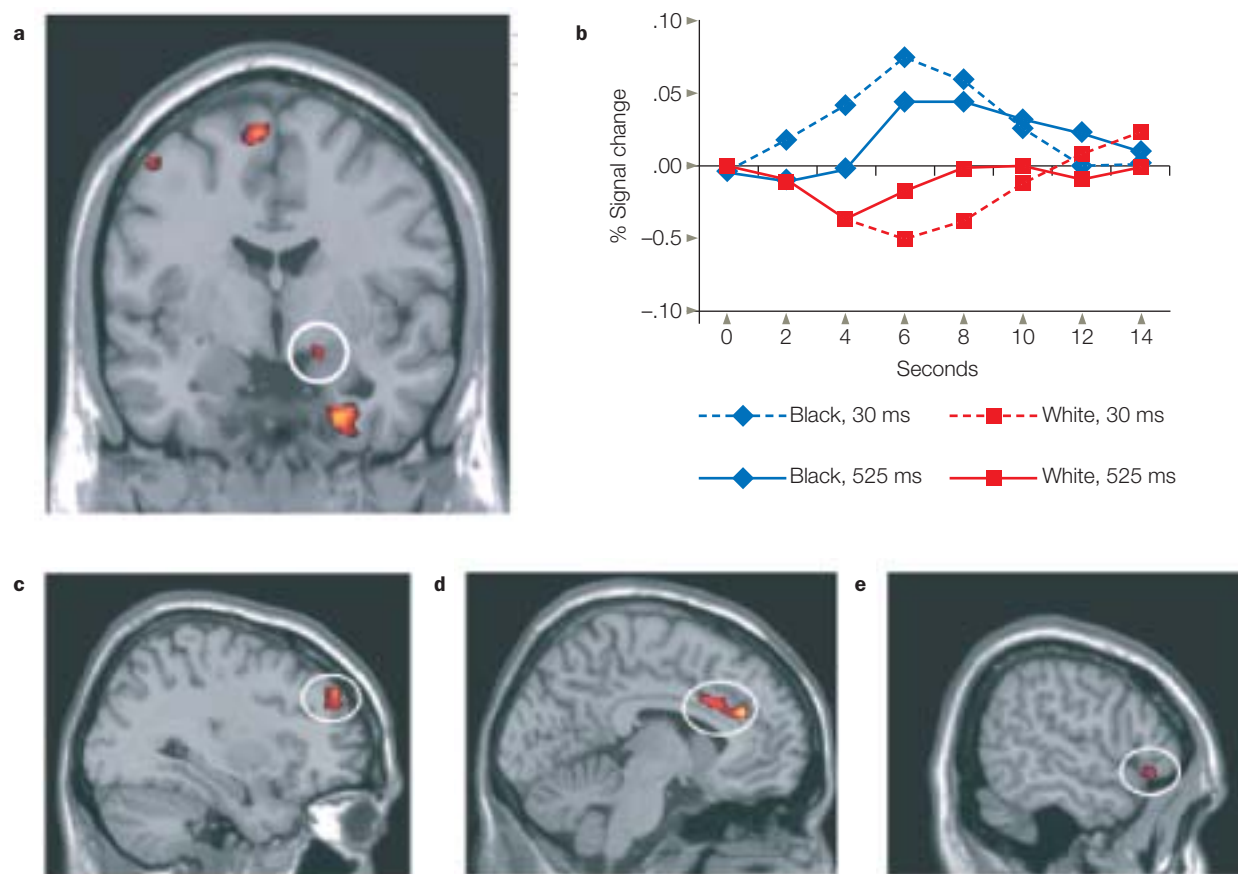 a
b
.10
.05
.00
–0.5
–.10
% Signal change
0 2 4 6 8 10 12 14
Seconds
Black, 30 ms White, 30 ms
Black, 525 ms White, 525 ms
c
d
e